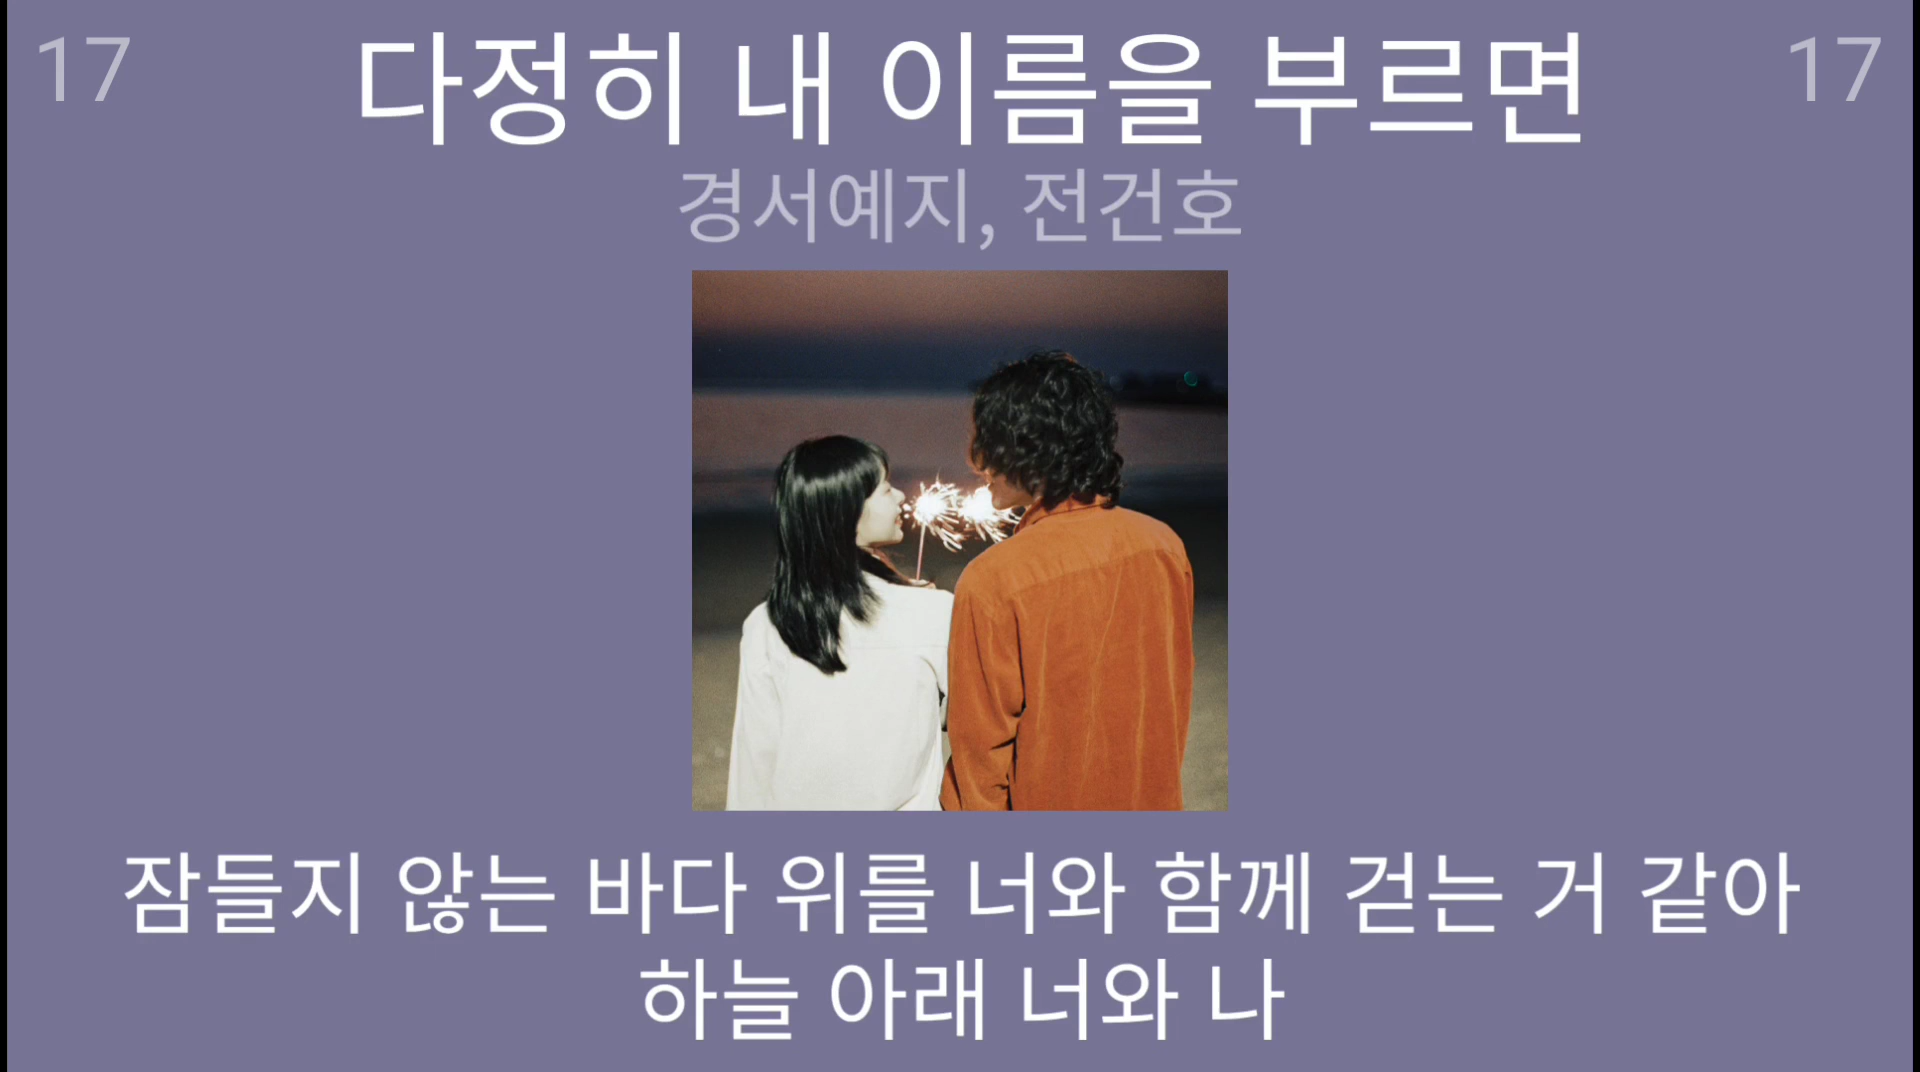 17
다정히 내 이름을 부르면
17
경서예지, 전건호
잠들지 않는 바다 위를 너와 함께 걷는 거 같아
하늘 아래 너와 나